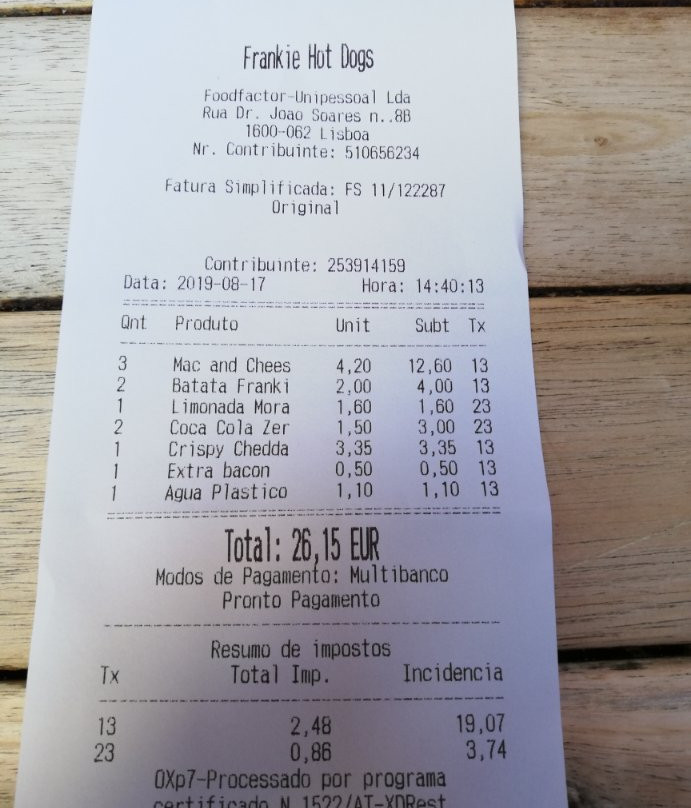 Frankie Hot Dogs
Foodfactor-Unipessoal Lda
Rua Dr. Joao Soares n..8B
1600-062 Lisboa
Nr. Contribuinte: 510656234
Fatura Simplificada: FS 11/122287
Original
Contribuinte: 253914159
Data: 2019-08-17 Hora: 14:40:13
Qnt Produto Unit Subt Tx
3 Mac and Chees 4,20 12,60 13
2 Batata Franki 2,00 4,00 13
1 Limonada Mora 1,60 1,60 23
2 Coca Cola Zer 1,50 3,00 23
1 Crispy Chedda 3,35 3,35 13
1 Extra bacon 0,50 0,50 13
1 Agua Plastico 1,10 1,10 13
Total: 26,15 EUR
Modos de Pagamento: Multibanco
Pronto Pagamento
Resumo de impostos
Tx Total Imp. Incidencia
13 2,48 19,07
23 0,86 3,74
OXp7-Processado por programa
certificado N 1522/AT-XDRest